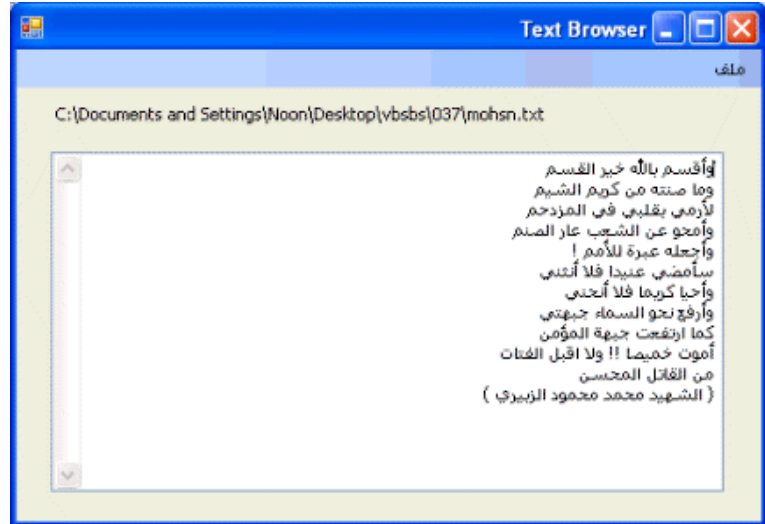 Text Browser
ملف
C:\Documents and Settings\Noon\Desktop\vbsbs\037\mohsn.txt
وأقسم بالله خير القسم
وما صنته من كريم الشيم
لأرمي بقلبي في المزدحم
وأمحو عن الشعب عار الصنم
وأجعله عبرة للأمم !
سأمضي عنيدا فلا أنثني
وأحيا كريما فلا أنحني
وأرفع نحو السماء جبهتي
كما ارتفعت جبهة المؤمن
أموت خميصا !! ولا اقبل الفتات
من القاتل المحسن
( الشهيد محمد محمود الزبيري )